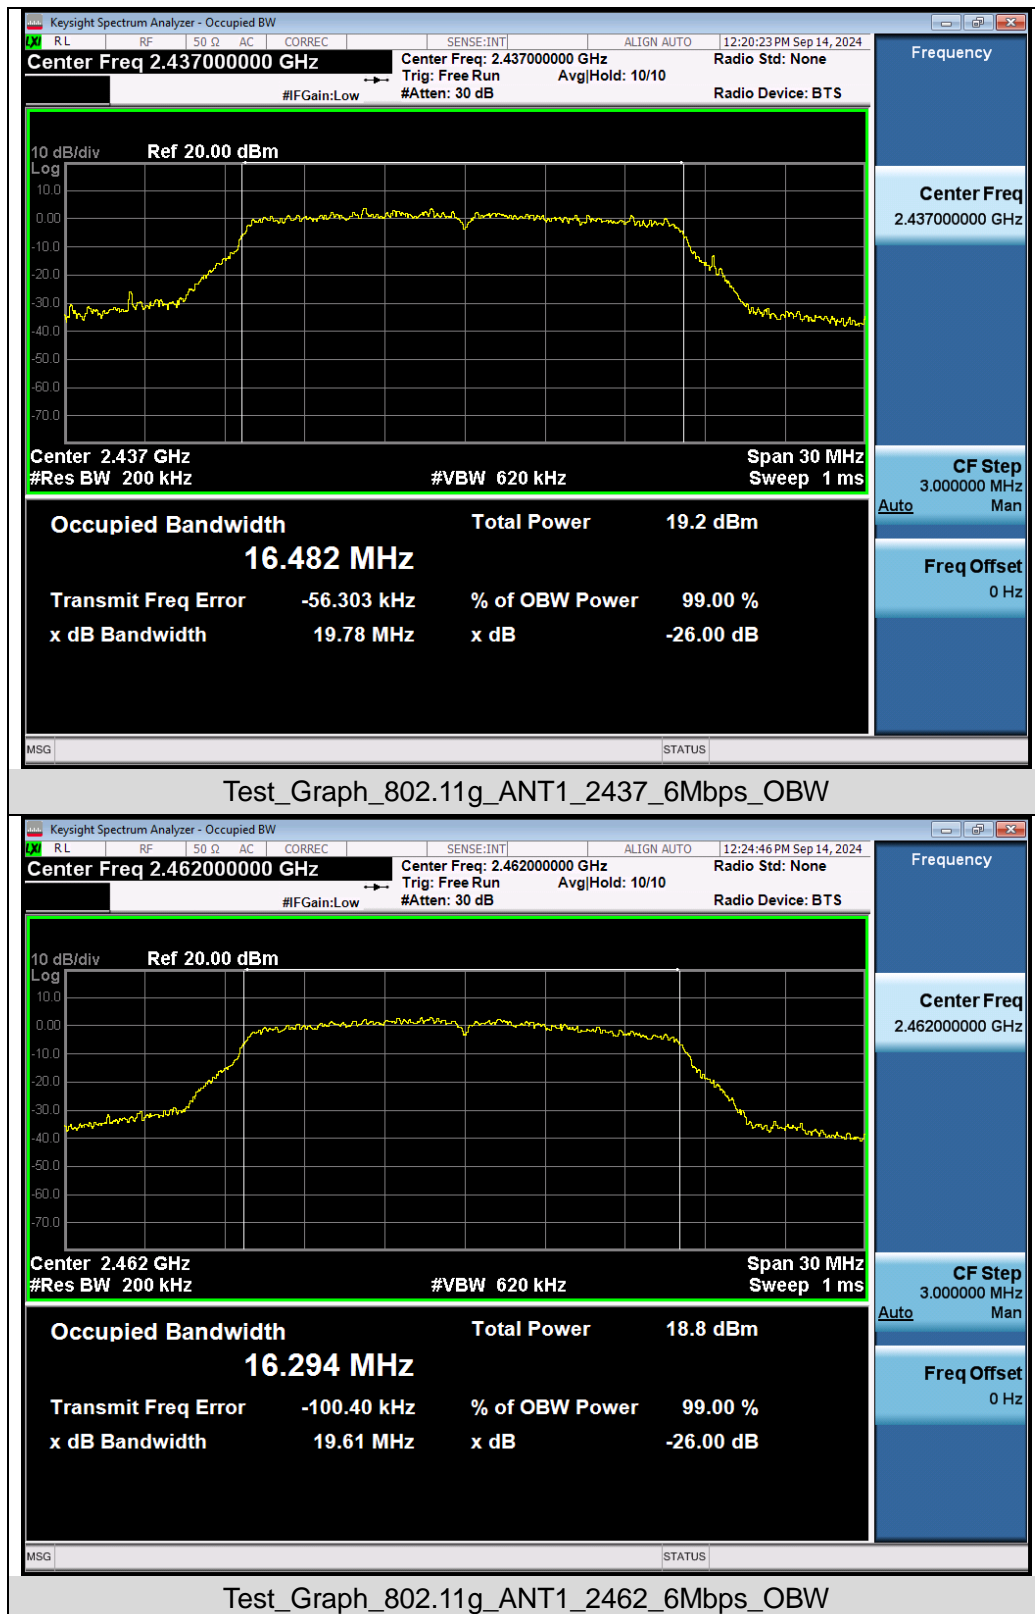 Keysight Spectrum Analyzer - Occupied BW
LXI RL RF 50 Ω AC CORREC SENSE:INT ALIGN AUTO 12:20:23 PM Sep 14, 2024
Center Freq 2.437000000 GHz
Center Freq: 2.437000000 GHz Radio Std: None
Trig: Free Run Avg|Hold: 10/10
#IFGain:Low #Atten: 30 dB Radio Device: BTS
Frequency
10 dB/div Ref 20.00 dBm
Log
10.0
0.00
-10.0
-20.0
-30.0
-40.0
-50.0
-60.0
-70.0
Center 2.437 GHz Span 30 MHz
#Res BW 200 kHz #VBW 620 kHz Sweep 1 ms
Center Freq
2.437000000 GHz
CF Step
3.000000 MHz
Auto Man
Freq Offset
0 Hz
Occupied Bandwidth Total Power 19.2 dBm
16.482 MHz
Transmit Freq Error -56.303 kHz % of OBW Power 99.00 %
x dB Bandwidth 19.78 MHz x dB -26.00 dB
MSG STATUS
Test_Graph_802.11g_ANT1_2437_6Mbps_OBW
Keysight Spectrum Analyzer - Occupied BW
LXI RL RF 50 Ω AC CORREC SENSE:INT ALIGN AUTO 12:24:46 PM Sep 14, 2024
Center Freq 2.462000000 GHz
Center Freq: 2.462000000 GHz Radio Std: None
Trig: Free Run Avg|Hold: 10/10
#IFGain:Low #Atten: 30 dB Radio Device: BTS
Frequency
10 dB/div Ref 20.00 dBm
Log
10.0
0.00
-10.0
-20.0
-30.0
-40.0
-50.0
-60.0
-70.0
Center 2.462 GHz Span 30 MHz
#Res BW 200 kHz #VBW 620 kHz Sweep 1 ms
Center Freq
2.462000000 GHz
CF Step
3.000000 MHz
Auto Man
Freq Offset
0 Hz
Occupied Bandwidth Total Power 18.8 dBm
16.294 MHz
Transmit Freq Error -100.40 kHz % of OBW Power 99.00 %
x dB Bandwidth 19.61 MHz x dB -26.00 dB
MSG STATUS
Test_Graph_802.11g_ANT1_2462_6Mbps_OBW